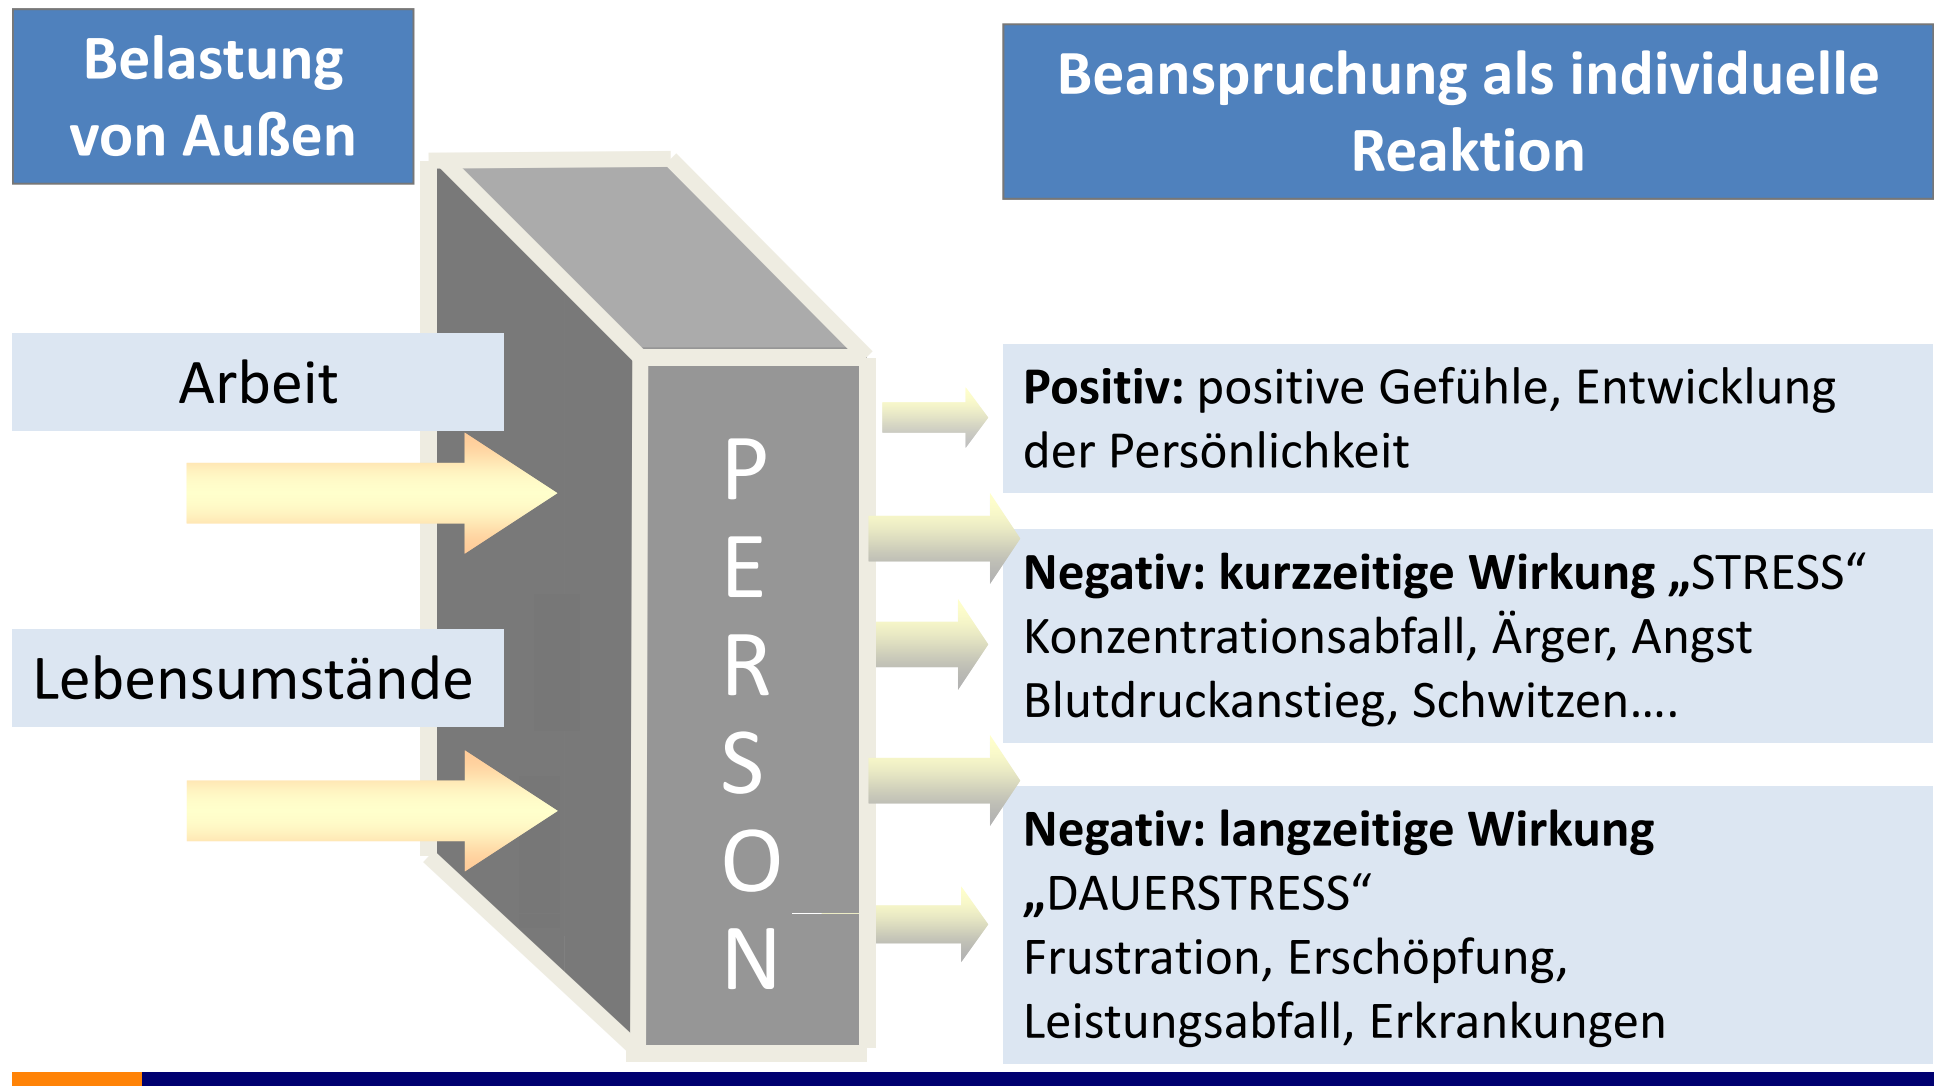 Belastung
von Außen
Beanspruchung als individuelle
Reaktion
Arbeit
Lebensumstände
P
E
R
S
O
N
Positiv: positive Gefühle, Entwicklung
der Persönlichkeit
Negativ: kurzzeitige Wirkung „STRESS“
Konzentrationsabfall, Ärger, Angst
Blutdruckanstieg, Schwitzen….
Negativ: langzeitige Wirkung
„DAUERSTRESS“
Frustration, Erschöpfung,
Leistungsabfall, Erkrankungen